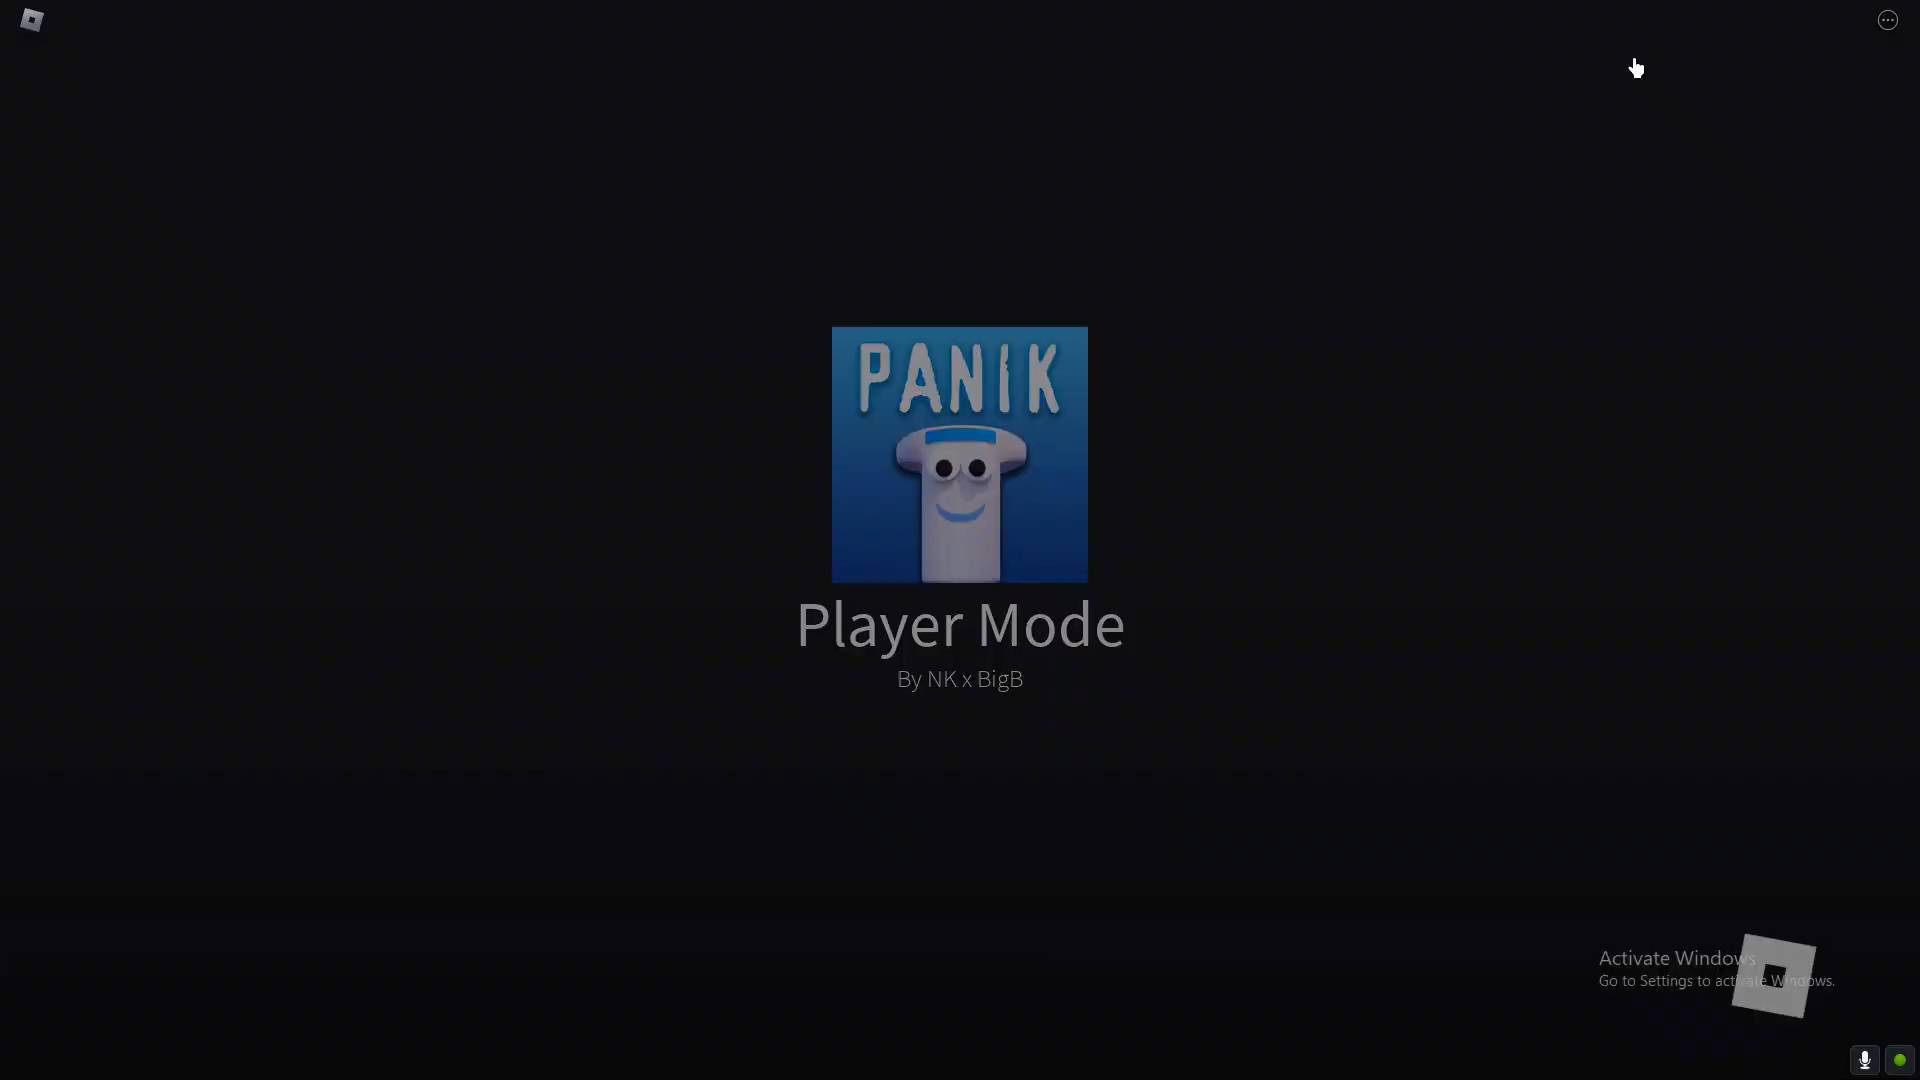 PANIK
Player Mode
By NK x BigB
Activate Windows
Go to Settings to activate Windows.